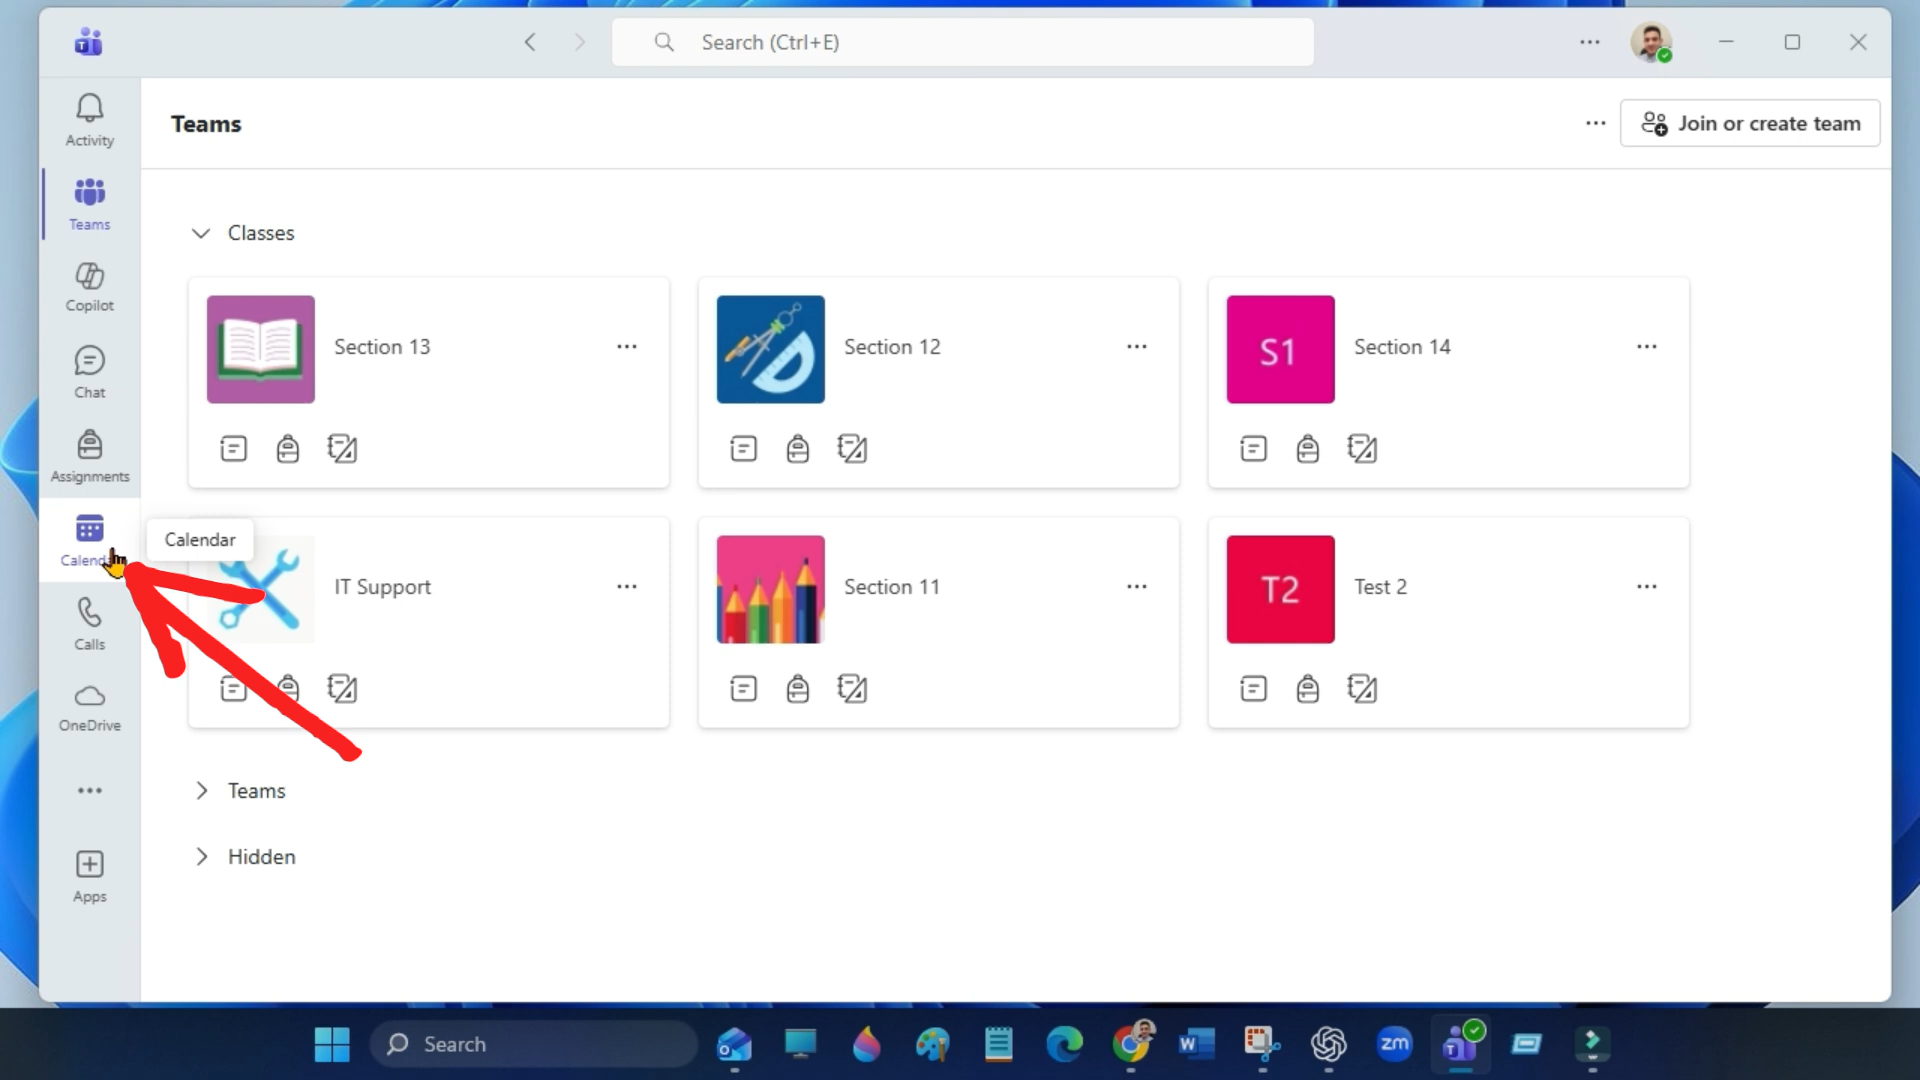 Search (Ctrl+E)
Activity
Teams
Copilot
Chat
Assignments
Calend
Calls
OneDrive
Apps
Teams
Join or create team
Classes
Section 13
Section 12
S1
Section 14
Calendar
IT Support
Section 11
T2
Test 2
Teams
Hidden
Search
zm
W
T